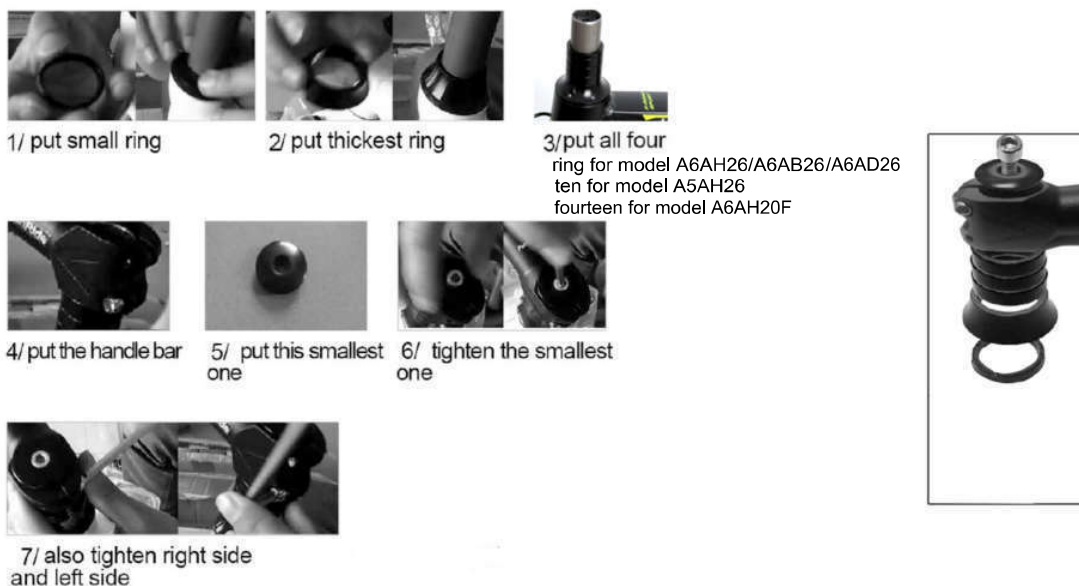 1/ put small ring
2/ put thickest ring
3/put all four
ring for model A6AH26/A6AB26/A6AD26
ten for model A5AH26
fourteen for model A6AH20F
4/ put the handle bar
5/ put this smallest
one
6/ tighten the smallest
one
7/ also tighten right side
and left side